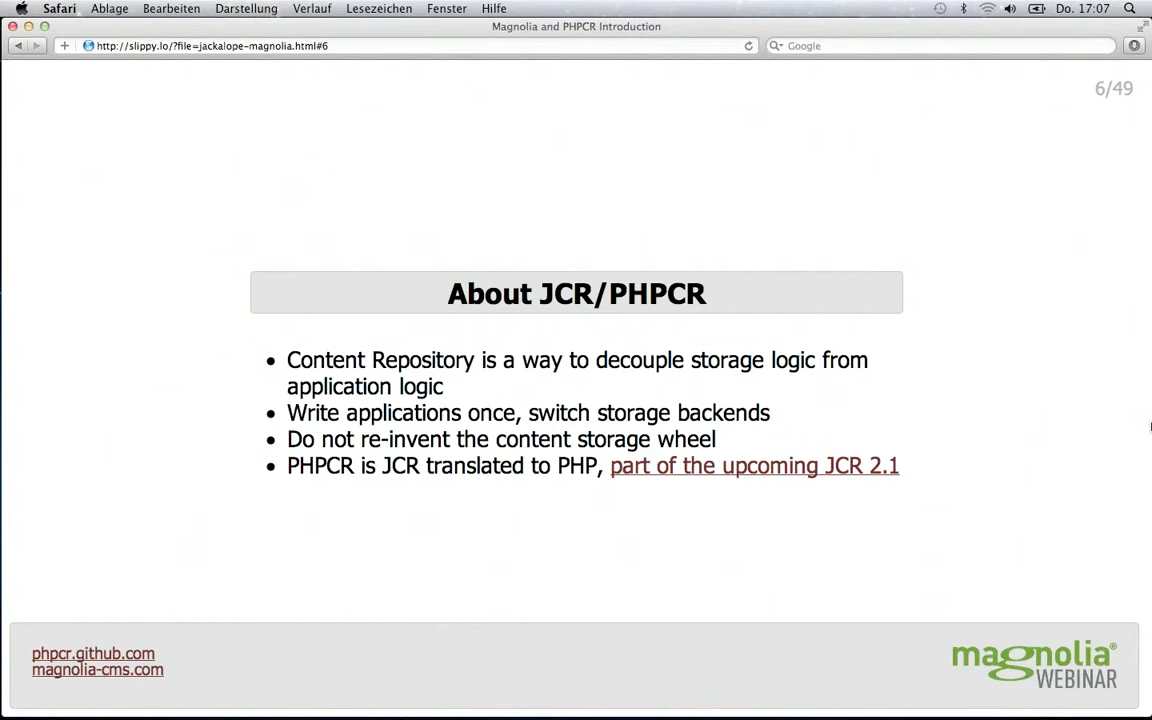 Safari Ablage Bearbeiten Darstellung Verlauf Lesezeichen Fenster Hilfe Do. 17:07
Magnolia and PHPCR Introduction
http://slippy.lo/?file=jackalope-magnolia.html#6 Google
6/49
About JCR/PHPCR
• Content Repository is a way to decouple storage logic from
application logic
• Write applications once, switch storage backends
• Do not re-invent the content storage wheel
• PHPCR is JCR translated to PHP, part of the upcoming JCR 2.1
phpcr.github.com
magnolia-cms.com
magnolia®
WEBINAR